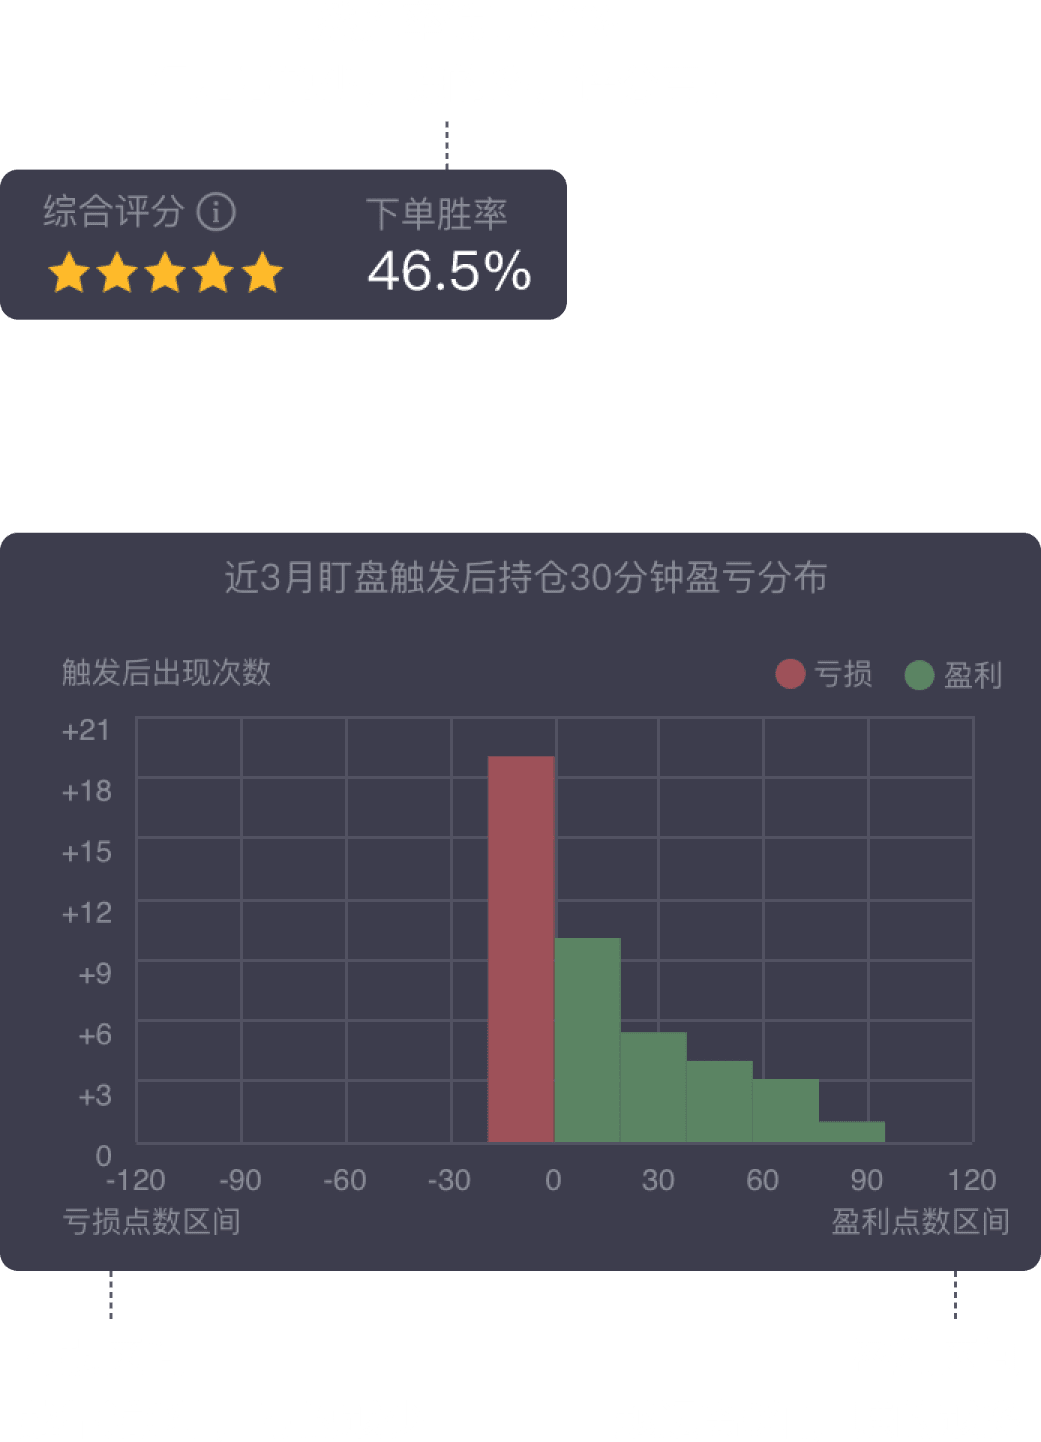 综合评分
下单胜率
46.5%
近3月盯盘触发后持仓30分钟盈亏分布
触发后出现次数
亏损
盈利
+21
+18
+15
+12
+9
+6
+3
0
-120 -90 -60 -30 0 30 60 90 120
亏损点数区间
盈利点数区间